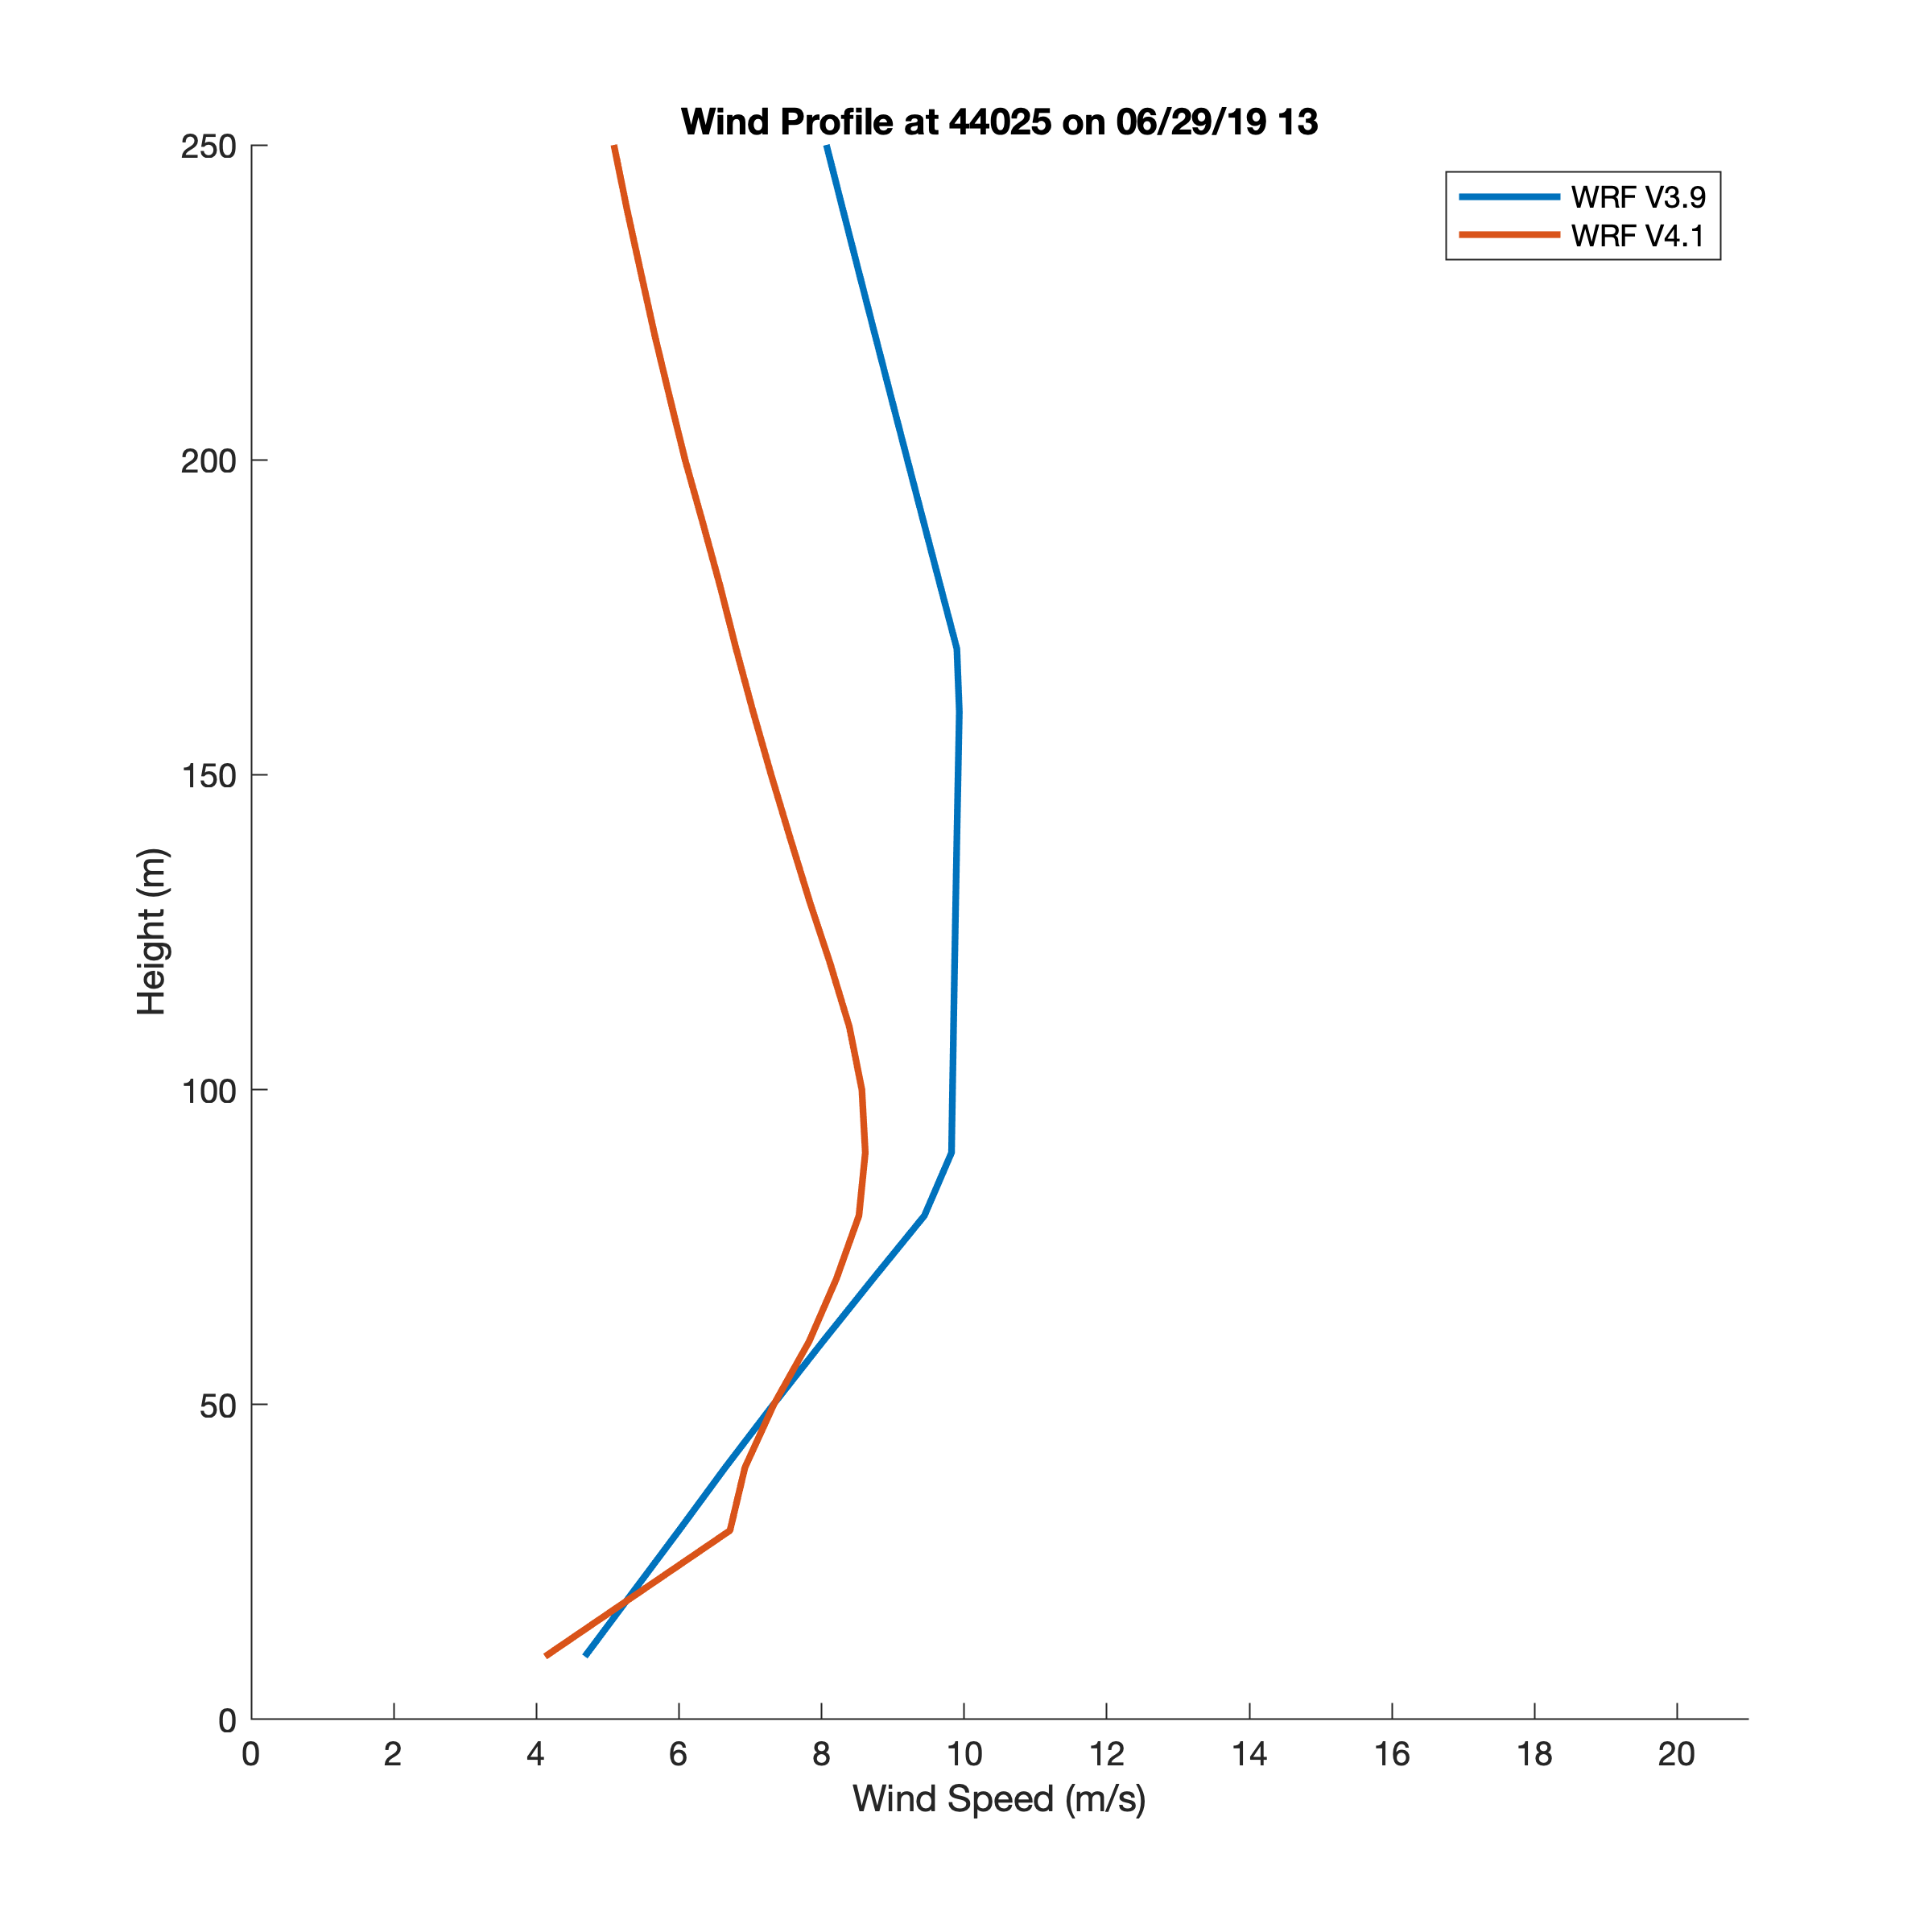 Wind Profile at 44025 on 06/29/19 13
WRF V3.9
WRF V4.1
250
200
150
100
50
0
Height (m)
0 2 4 6 8 10 12 14 16 18 20
Wind Speed (m/s)